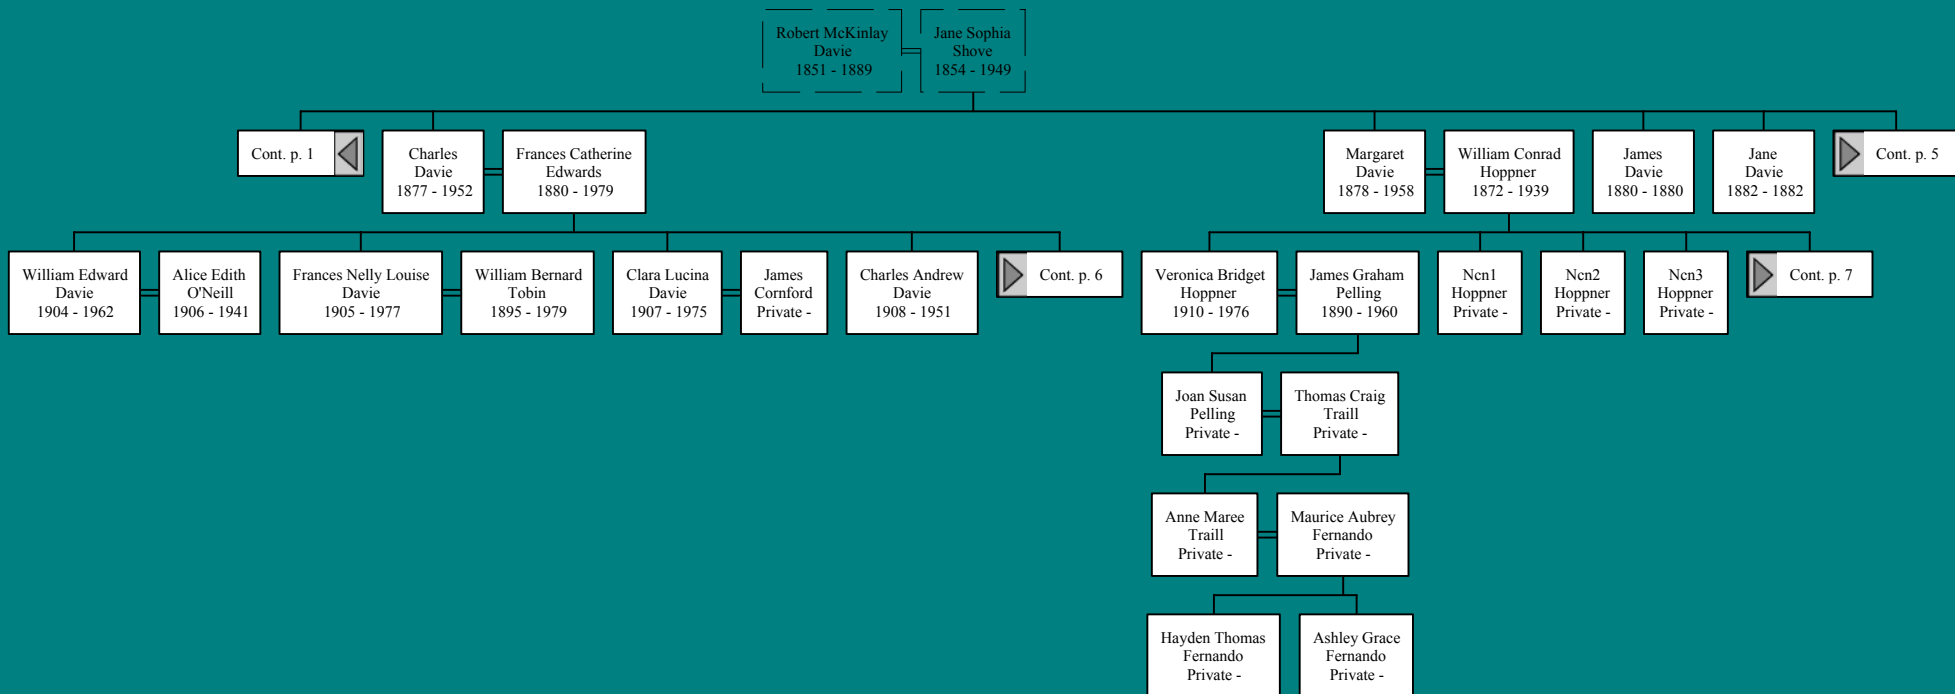 Robert McKinlay
Davie
1851 - 1889
Jane Sophia
Shove
1854 - 1949
Cont. p. 1
Charles
Davie
1877 - 1952
Frances Catherine
Edwards
1880 - 1979
Margaret
Davie
1878 - 1958
William Conrad
Hoppner
1872 - 1939
James
Davie
1880 - 1880
Jane
Davie
1882 - 1882
Cont. p. 5
William Edward
Davie
1904 - 1962
Alice Edith
O'Neill
1906 - 1941
Frances Nelly Louise
Davie
1905 - 1977
William Bernard
Tobin
1895 - 1979
Clara Lucina
Davie
1907 - 1975
James
Cornford
Private -
Charles Andrew
Davie
1908 - 1951
Cont. p. 6
Veronica Bridget
Hoppner
1910 - 1976
James Graham
Pelling
1890 - 1960
Ncn1
Hoppner
Private -
Ncn2
Hoppner
Private -
Ncn3
Hoppner
Private -
Cont. p. 7
Joan Susan
Pelling
Private -
Thomas Craig
Traill
Private -
Anne Maree
Traill
Private -
Maurice Aubrey
Fernando
Private -
Hayden Thomas
Fernando
Private -
Ashley Grace
Fernando
Private -